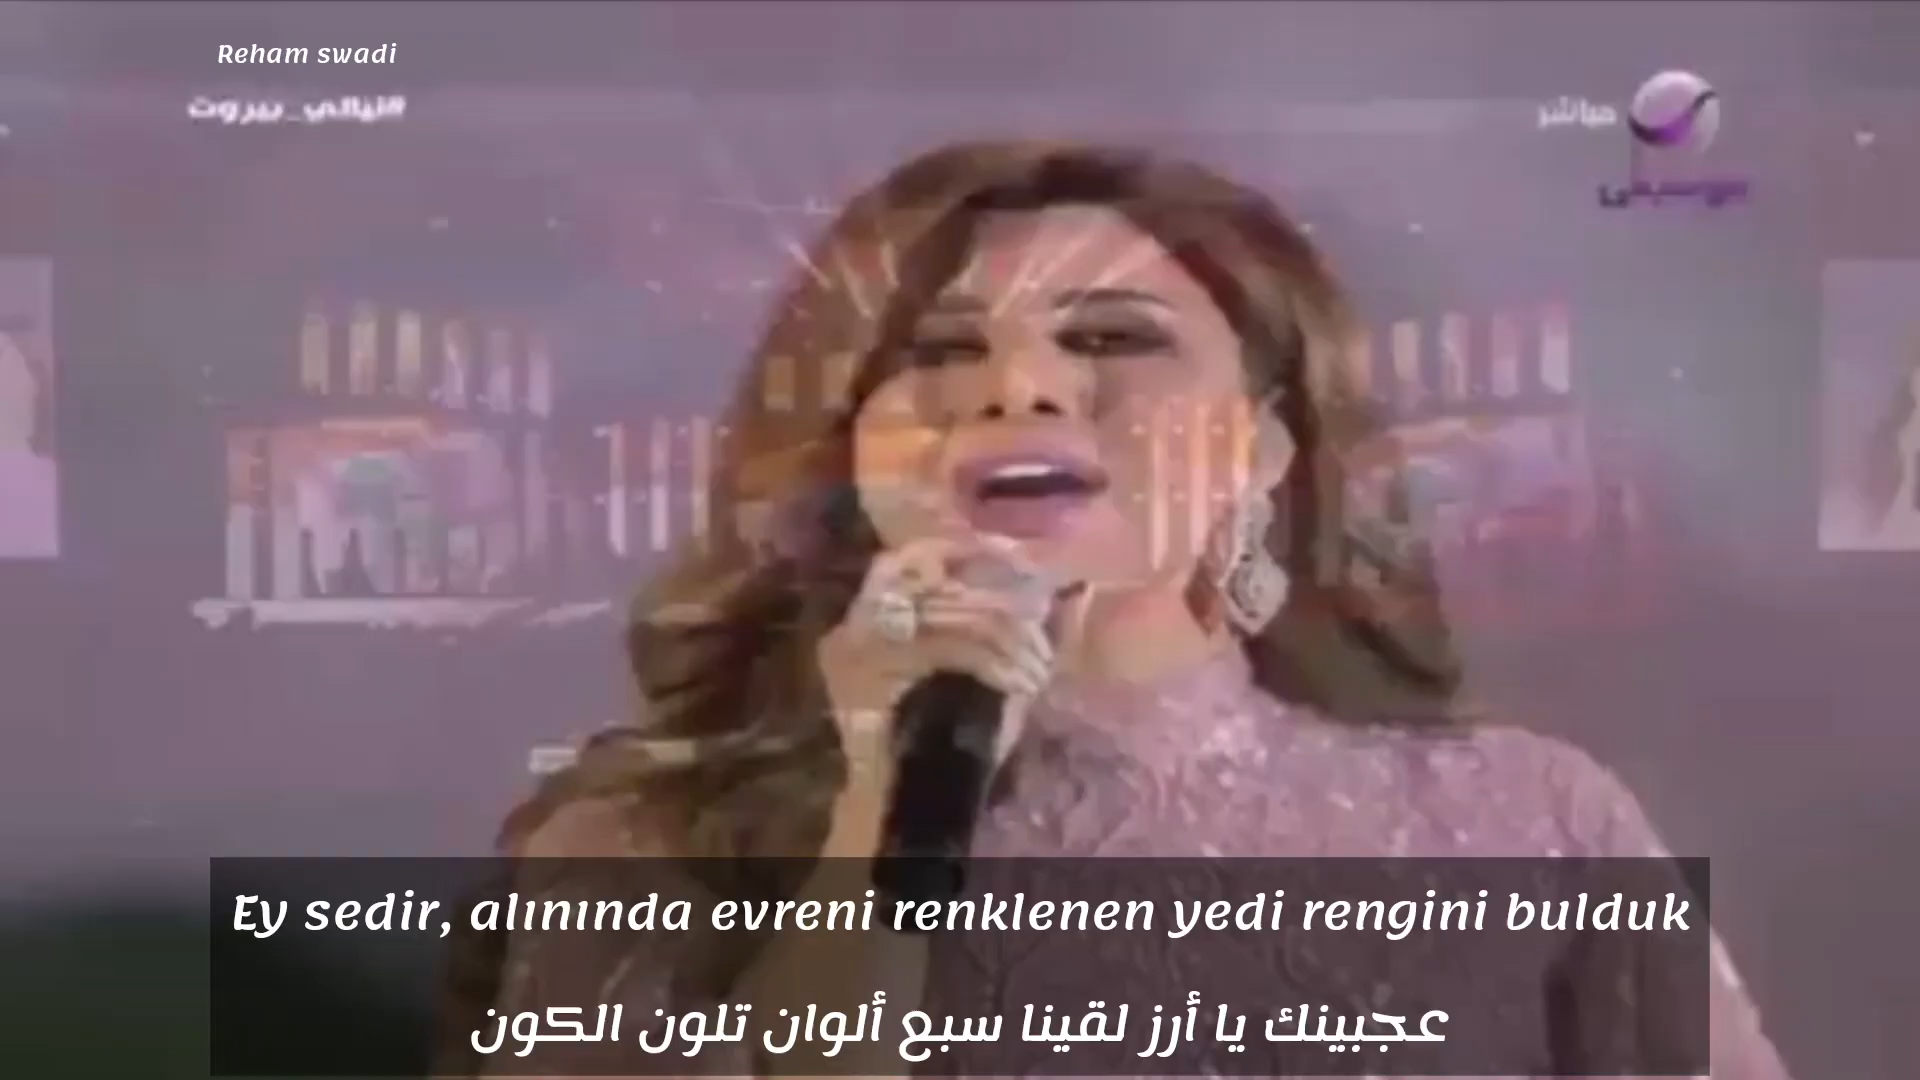 Reham swadi
#ليالي_بيروت
مباشر
موسيقى
Ey sedir, alınında evreni renklenen yedi rengini bulduk
عجبينك يا أرز لقينا سبع ألوان تلون الكون